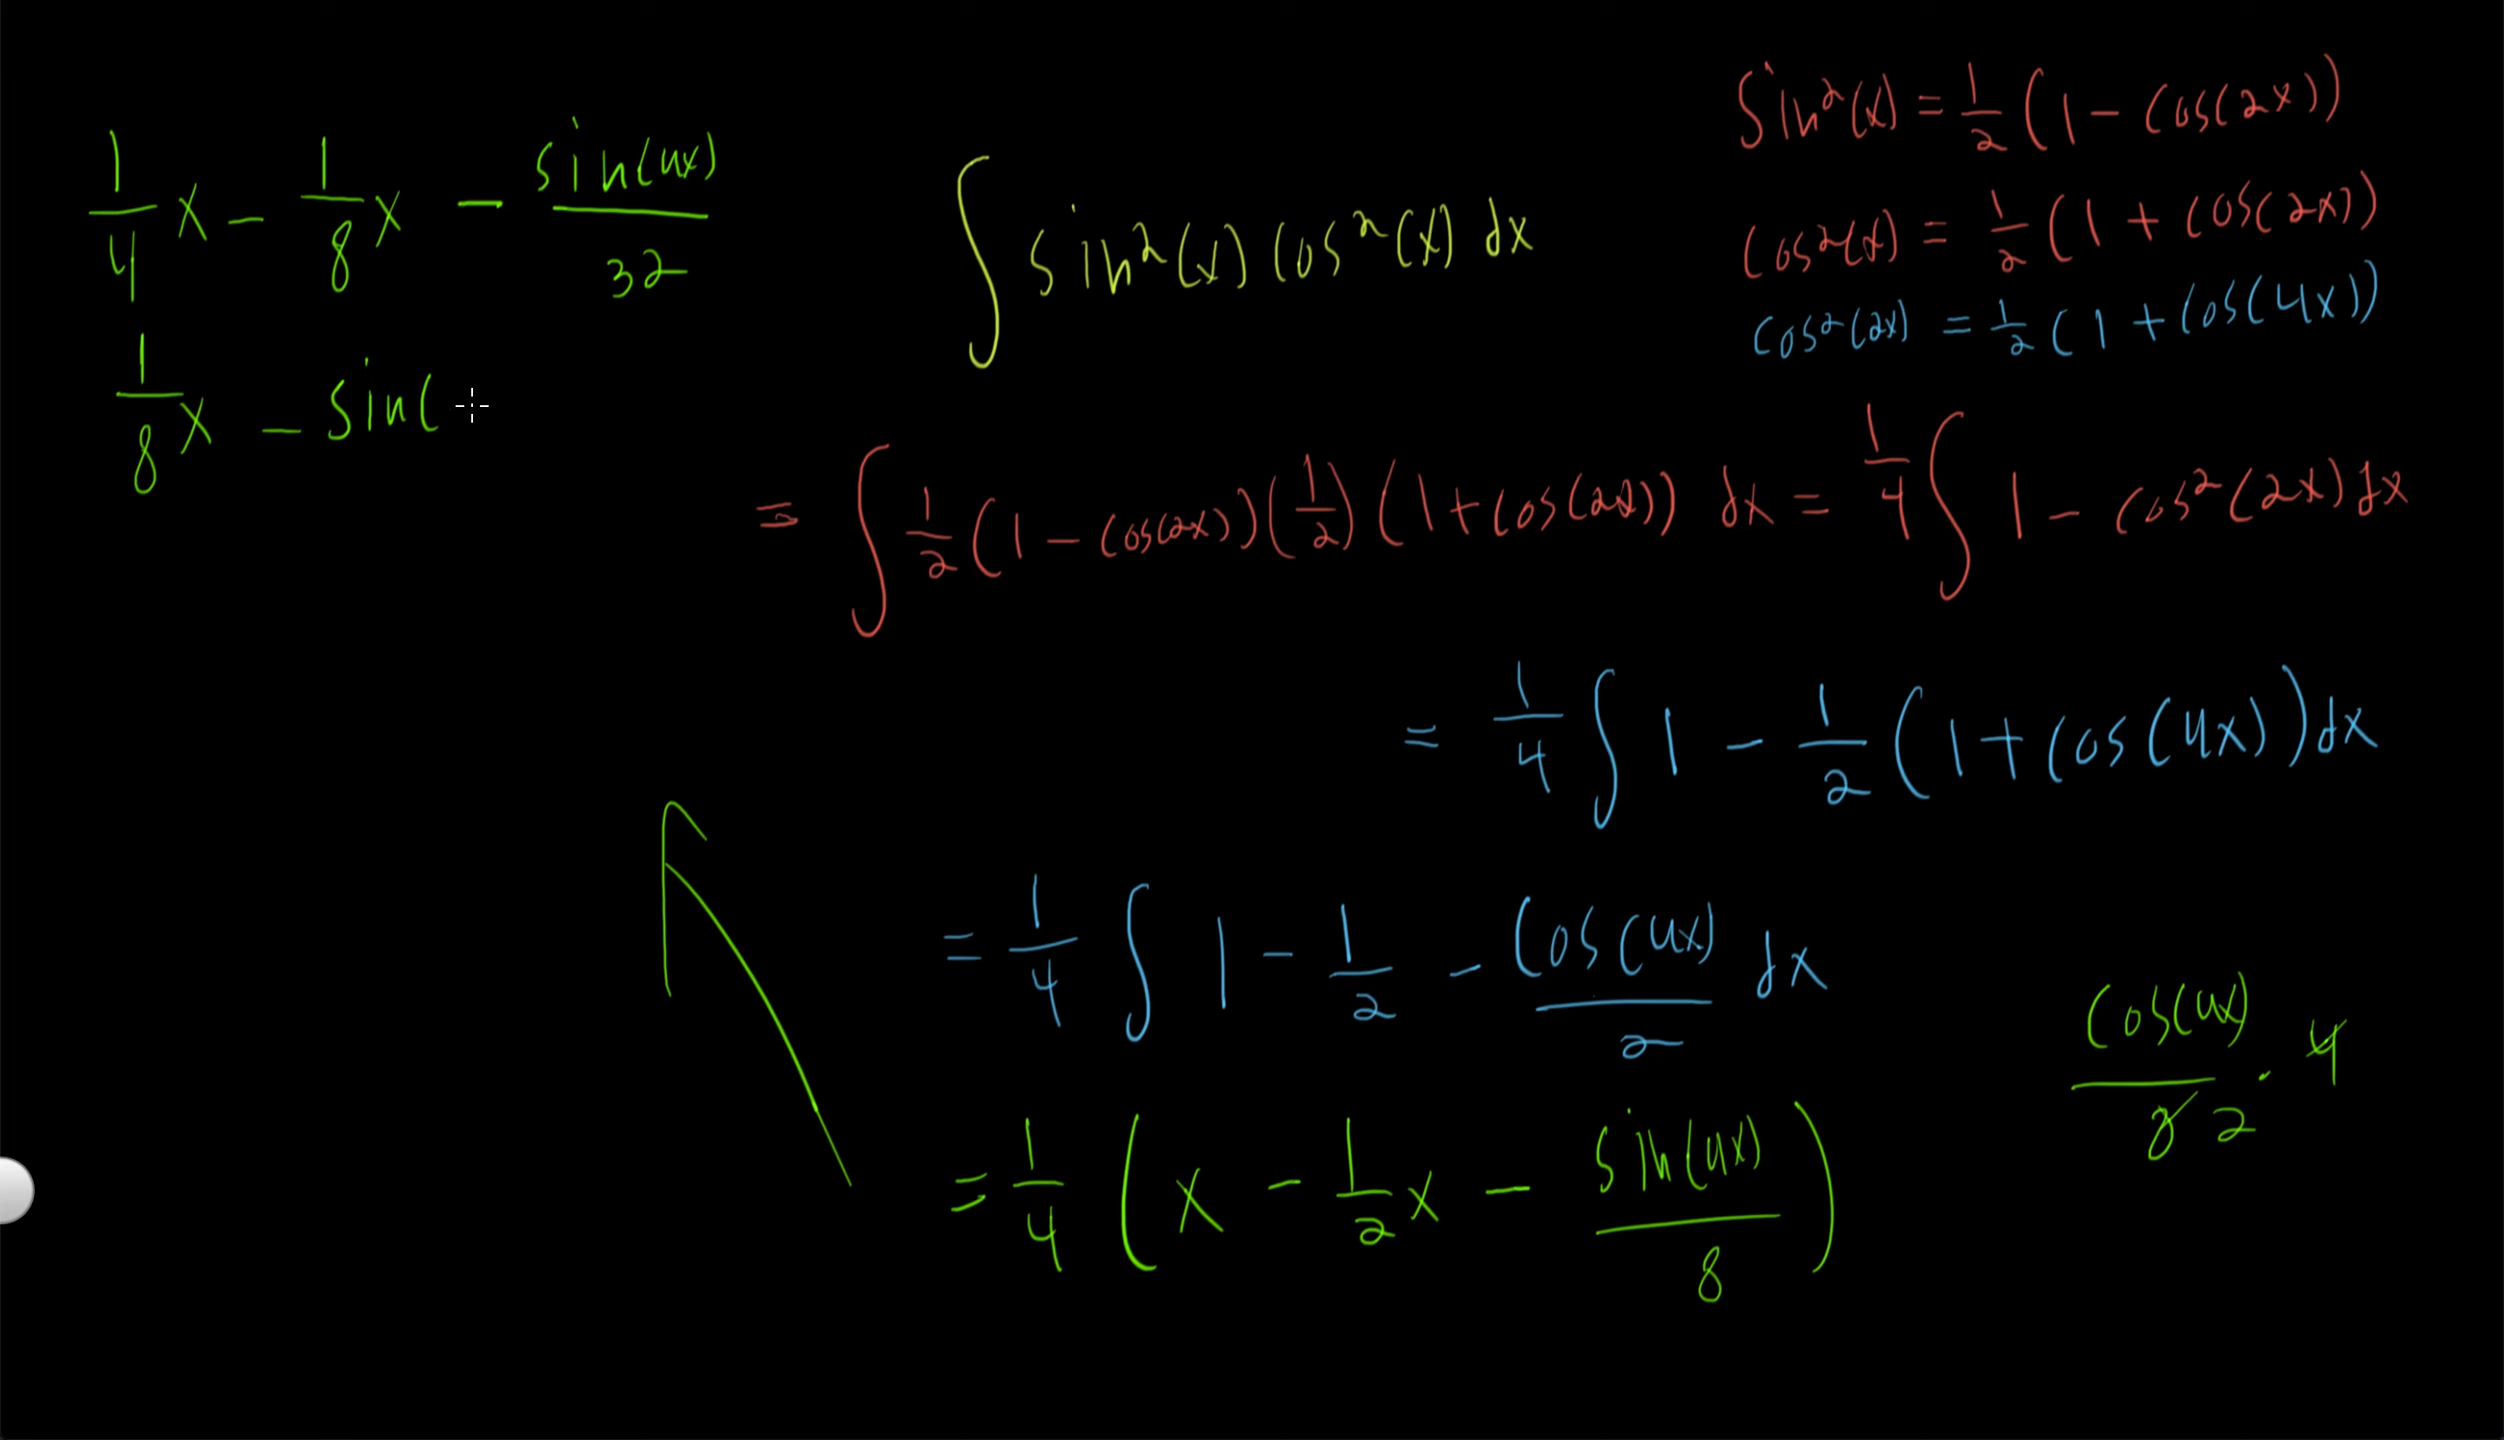 ∫ sin²(x) cos²(x) dx
sin²(x) = 1/2 (1 - cos(2x))
cos²(x) = 1/2 (1 + cos(2x))
cos²(2x) = 1/2 (1 + cos(4x))
= ∫ 1/2 (1 - cos(2x)) (1/2) (1 + cos(2x)) dx = 1/4 ∫ 1 - cos²(2x) dx
= 1/4 ∫ 1 - 1/2 (1 + cos(4x)) dx
= 1/4 ∫ 1 - 1/2 - cos(4x)/2 dx
= 1/4 (x - 1/2 x - sin(4x)/8)
cos(4x)/8 2 · 4
1/4 x - 1/8 x - sin(4x)/32
1/8 x - sin(